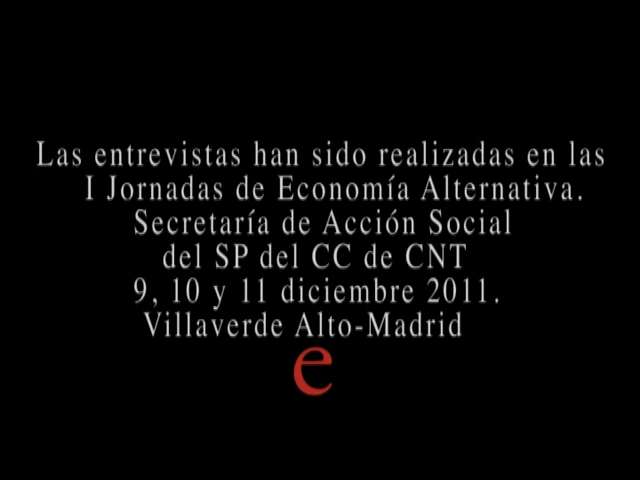 Las entrevistas han sido realizadas en las
I Jornadas de Economía Alternativa.
Secretaría de Acción Social
del SP del CC de CNT
9, 10 y 11 diciembre 2011.
Villaverde Alto-Madrid
e